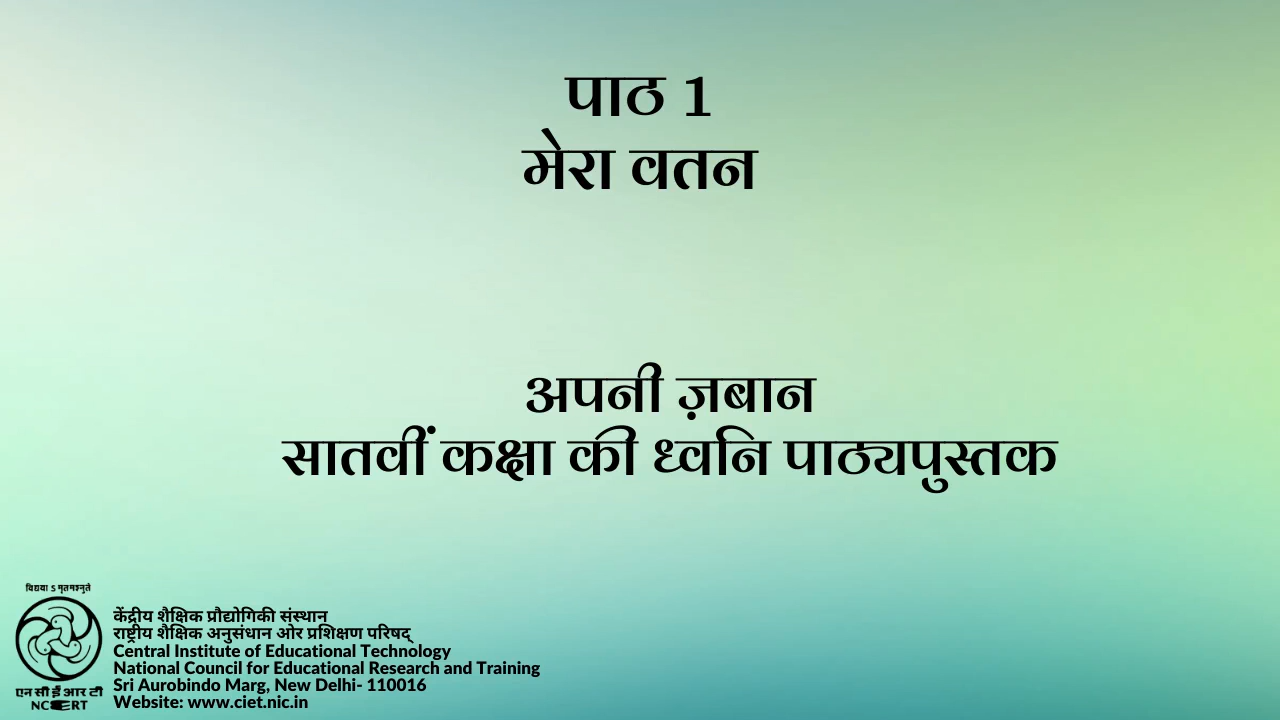 पाठ 1
मेरा वतन
अपनी ज़बान
सातवीं कक्षा की ध्वनि पाठ्यपुस्तक
विद्यया ऽ मृतमश्नुते
एन सी ई आर टी
NCERT
केंद्रीय शैक्षिक प्रौद्योगिकी संस्थान
राष्ट्रीय शैक्षिक अनुसंधान ओर प्रशिक्षण परिषद्
Central Institute of Educational Technology
National Council for Educational Research and Training
Sri Aurobindo Marg, New Delhi- 110016
Website: www.ciet.nic.in